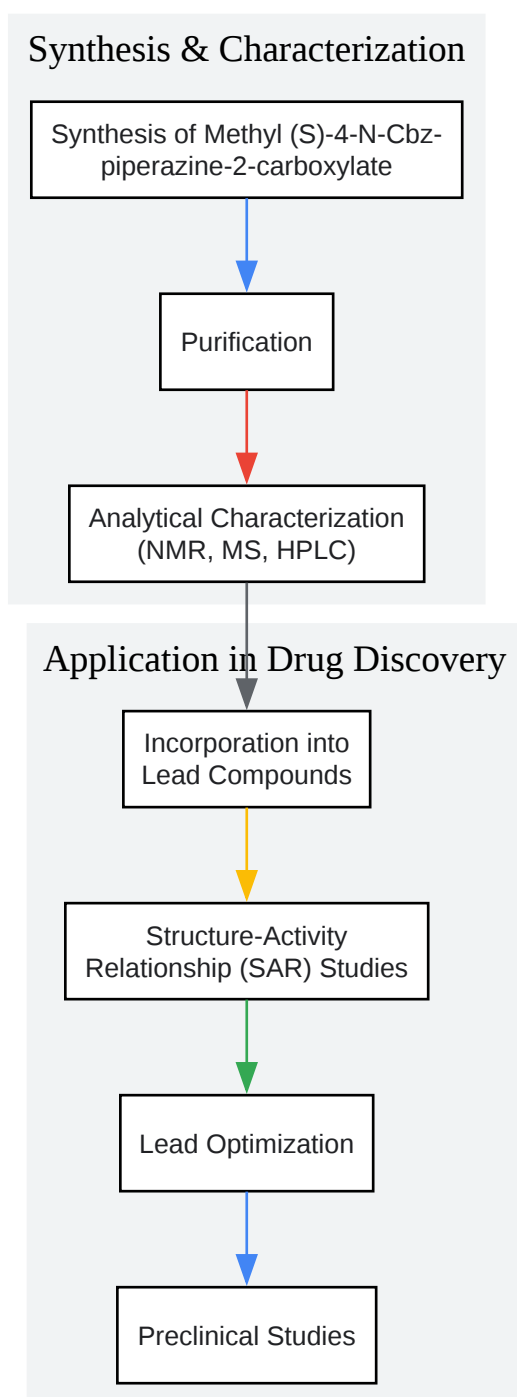 Synthesis & Characterization
Synthesis of Methyl (S)-4-N-Cbz-
piperazine-2-carboxylate
Purification
Analytical Characterization
(NMR, MS, HPLC)
Application in Drug Discovery
Incorporation into
Lead Compounds
Structure-Activity
Relationship (SAR) Studies
Lead Optimization
Preclinical Studies